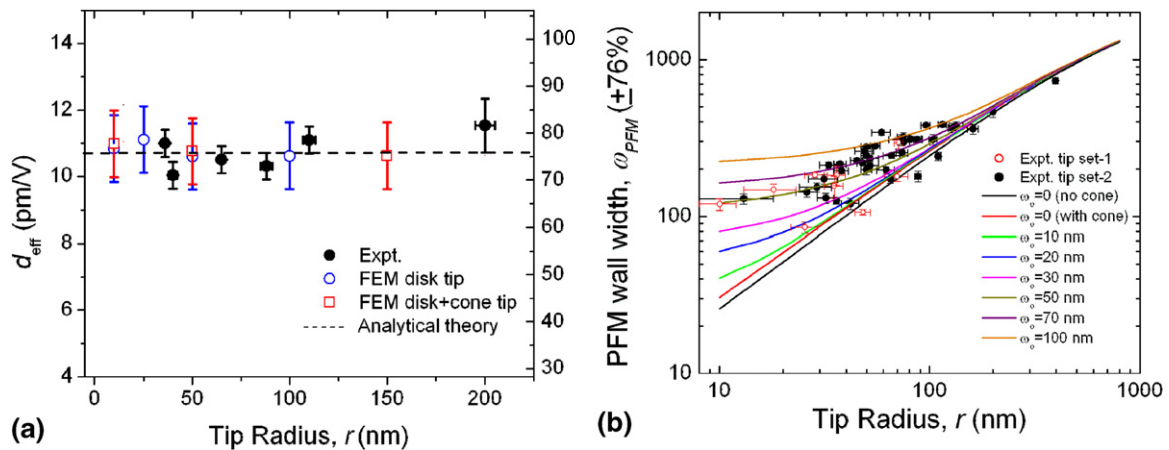 14
12
10
8
6
4
100
90
80
70
60
50
40
30
0
50
100
150
200
d_eff (pm/V)
Expt.
FEM disk tip
FEM disk+cone tip
Analytical theory
(a)
Tip Radius, r (nm)
1000
100
10
10
100
1000
PFM wall width, ω_PFM (±76%)
Expt. tip set-1
Expt. tip set-2
ω_o=0 (no cone)
ω_o=0 (with cone)
ω_o=10 nm
ω_o=20 nm
ω_o=30 nm
ω_o=50 nm
ω_o=70 nm
ω_o=100 nm
(b)
Tip Radius, r (nm)